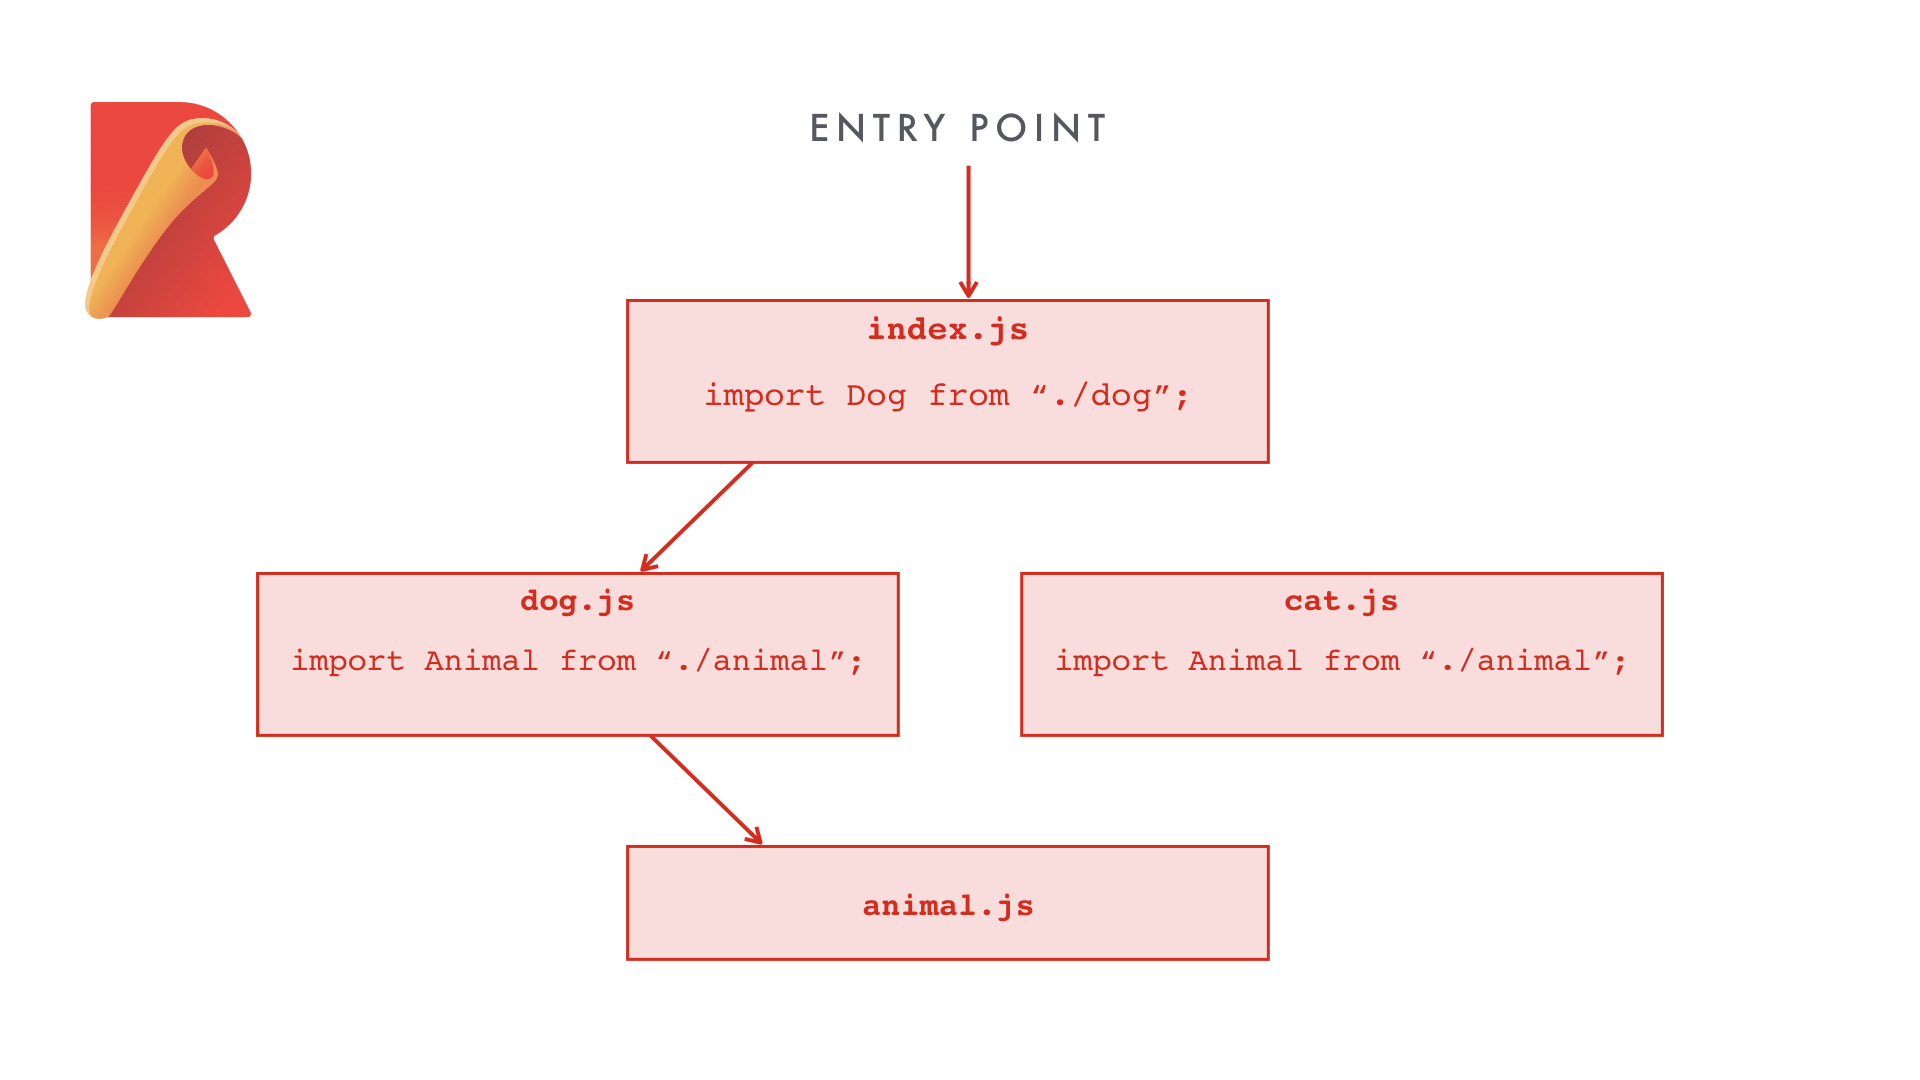 ENTRY POINT
index.js
import Dog from “./dog”;
dog.js
import Animal from “./animal”;
cat.js
import Animal from “./animal”;
animal.js